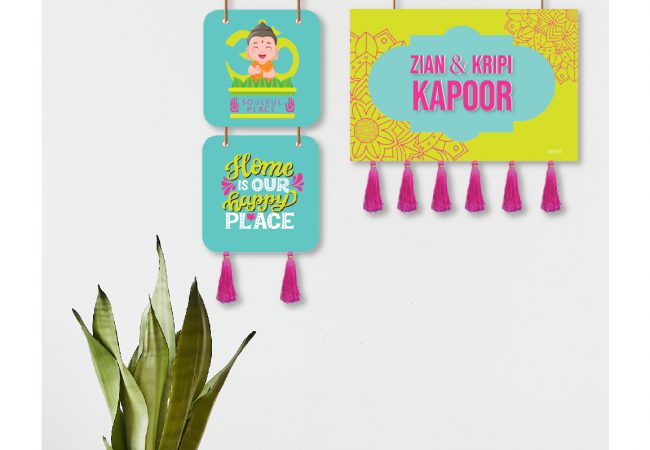 SOULFUL
PLACE
Home
IS OUR
happy
PLACE
ZIAN & KRIPI
KAPOOR